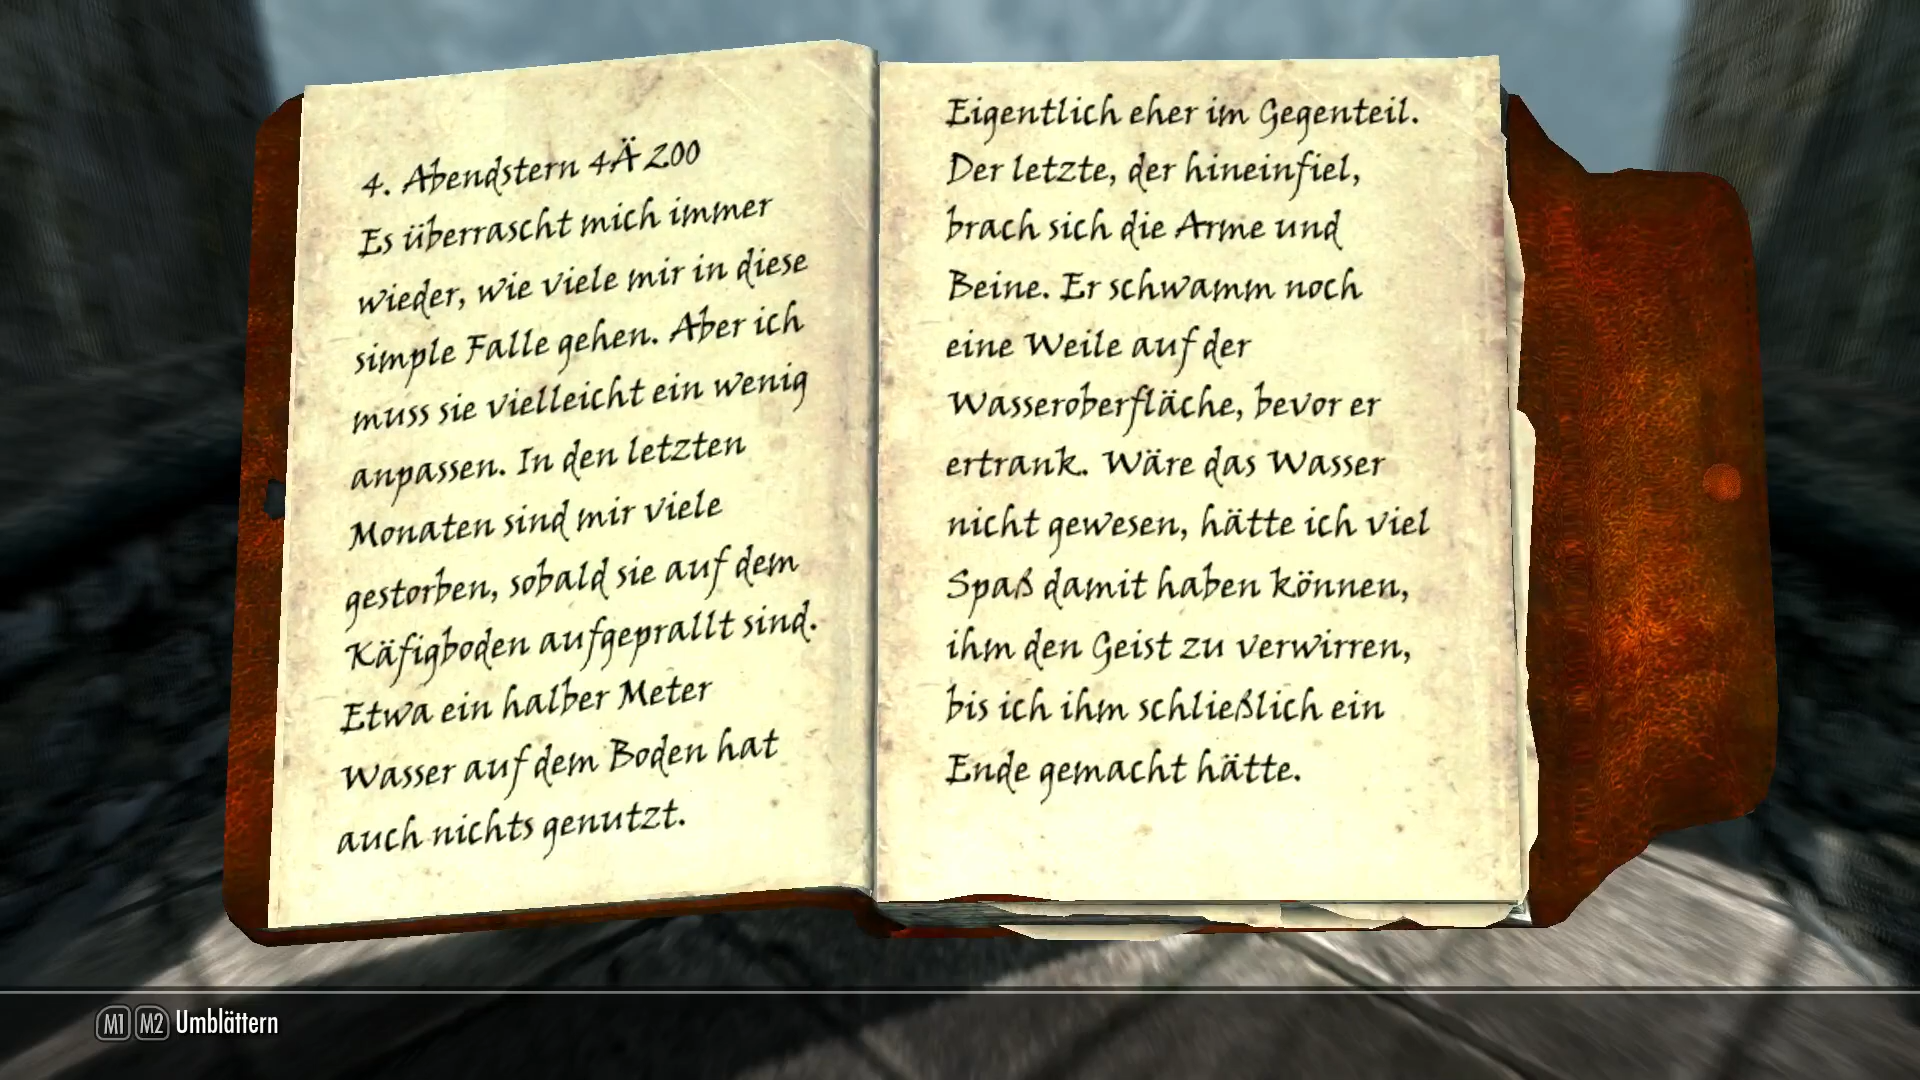 4. Abendstern 4Ä 200
Es überrascht mich immer
wieder, wie viele mir in diese
simple Falle gehen. Aber ich
muss sie vielleicht ein wenig
anpassen. In den letzten
Monaten sind mir viele
gestorben, sobald sie auf dem
Käfigboden aufgeprallt sind.
Etwa ein halber Meter
Wasser auf dem Boden hat
auch nichts genutzt.
Eigentlich eher im Gegenteil.
Der letzte, der hineinfiel,
brach sich die Arme und
Beine. Er schwamm noch
eine Weile auf der
Wasseroberfläche, bevor er
ertrank. Wäre das Wasser
nicht gewesen, hätte ich viel
Spaß damit haben können,
ihm den Geist zu verwirren,
bis ich ihm schließlich ein
Ende gemacht hätte.
M1 M2 Umblättern